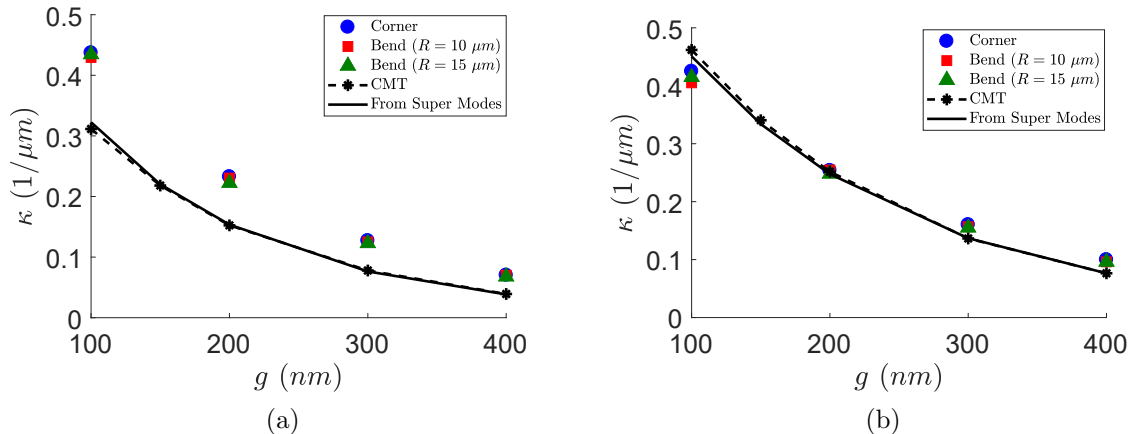 0.5
0.4
0.3
0.2
0.1
0
κ (1/μm)
100
200
300
400
g (nm)
Corner
Bend (R = 10 μm)
Bend (R = 15 μm)
CMT
From Super Modes
(a)
0.5
0.4
0.3
0.2
0.1
0
κ (1/μm)
100
200
300
400
g (nm)
Corner
Bend (R = 10 μm)
Bend (R = 15 μm)
CMT
From Super Modes
(b)